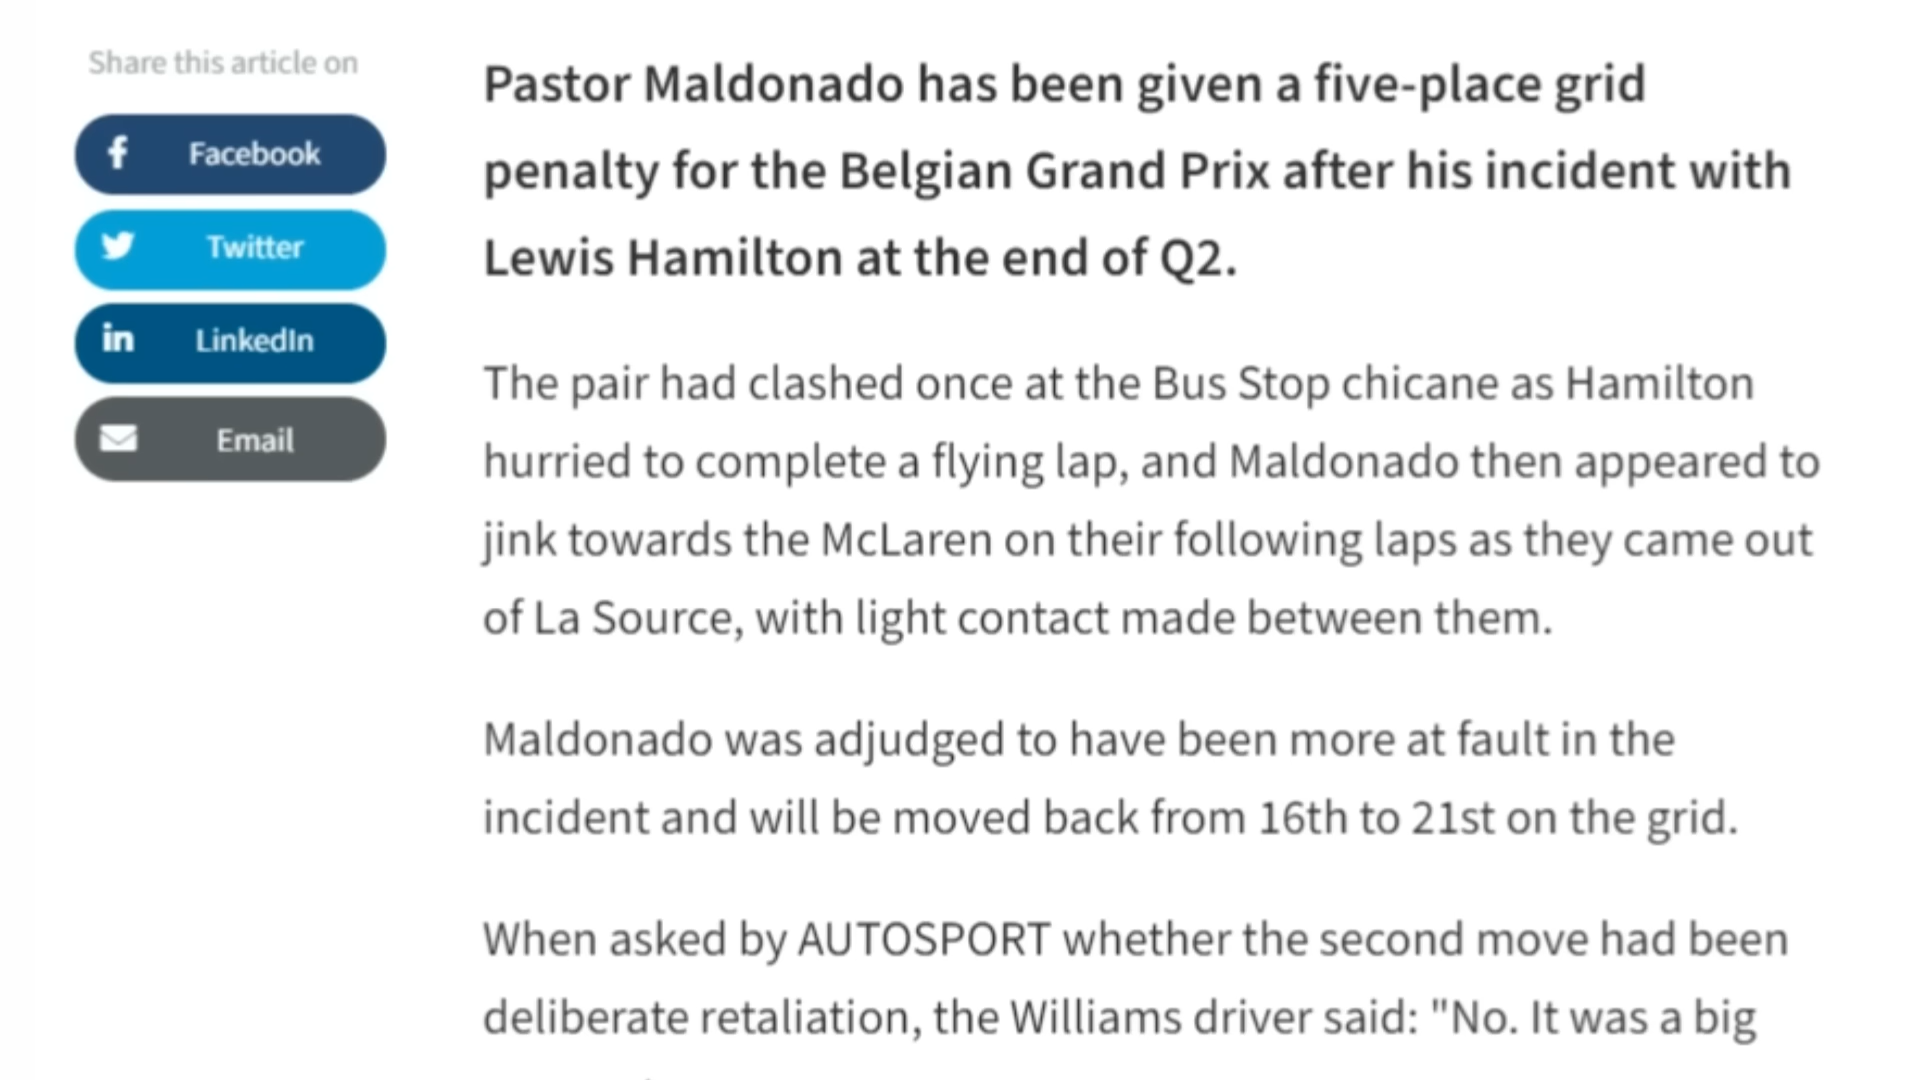 Share this article on
Facebook
Twitter
LinkedIn
Email
Pastor Maldonado has been given a five-place grid
penalty for the Belgian Grand Prix after his incident with
Lewis Hamilton at the end of Q2.
The pair had clashed once at the Bus Stop chicane as Hamilton
hurried to complete a flying lap, and Maldonado then appeared to
jink towards the McLaren on their following laps as they came out
of La Source, with light contact made between them.
Maldonado was adjudged to have been more at fault in the
incident and will be moved back from 16th to 21st on the grid.
When asked by AUTOSPORT whether the second move had been
deliberate retaliation, the Williams driver said: "No. It was a big